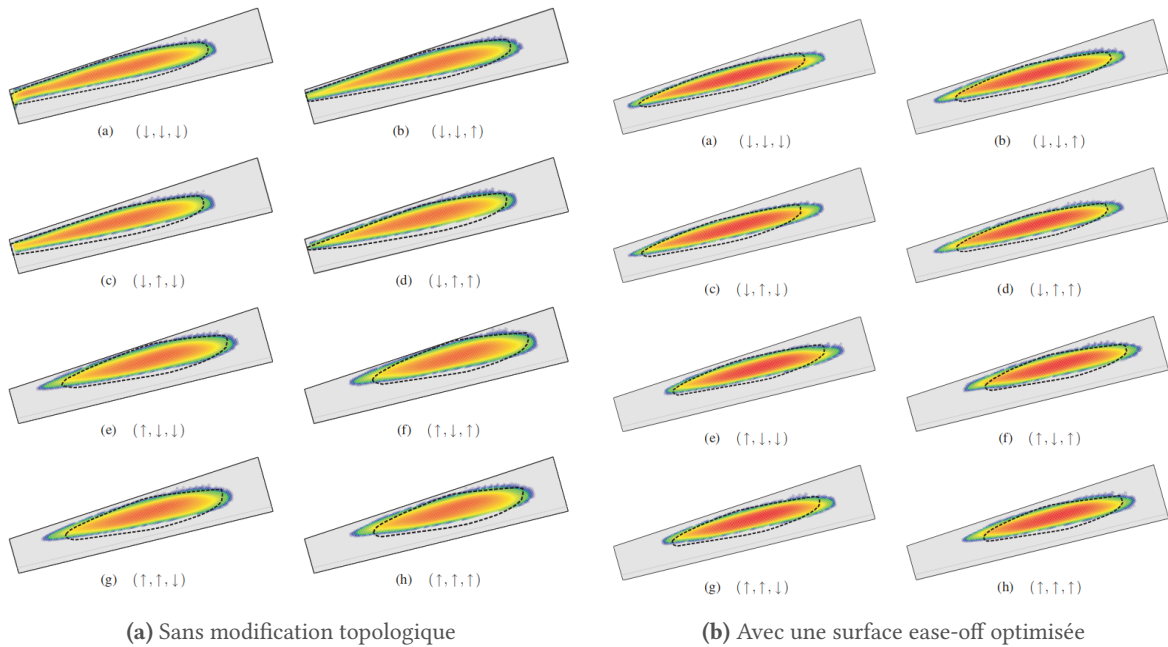 (a) (↓, ↓, ↓)
(b) (↓, ↓, ↑)
(c) (↓, ↑, ↓)
(d) (↓, ↑, ↑)
(e) (↑, ↓, ↓)
(f) (↑, ↓, ↑)
(g) (↑, ↑, ↓)
(h) (↑, ↑, ↑)
(a) Sans modification topologique
(a) (↓, ↓, ↓)
(b) (↓, ↓, ↑)
(c) (↓, ↑, ↓)
(d) (↓, ↑, ↑)
(e) (↑, ↓, ↓)
(f) (↑, ↓, ↑)
(g) (↑, ↑, ↓)
(h) (↑, ↑, ↑)
(b) Avec une surface ease-off optimisée